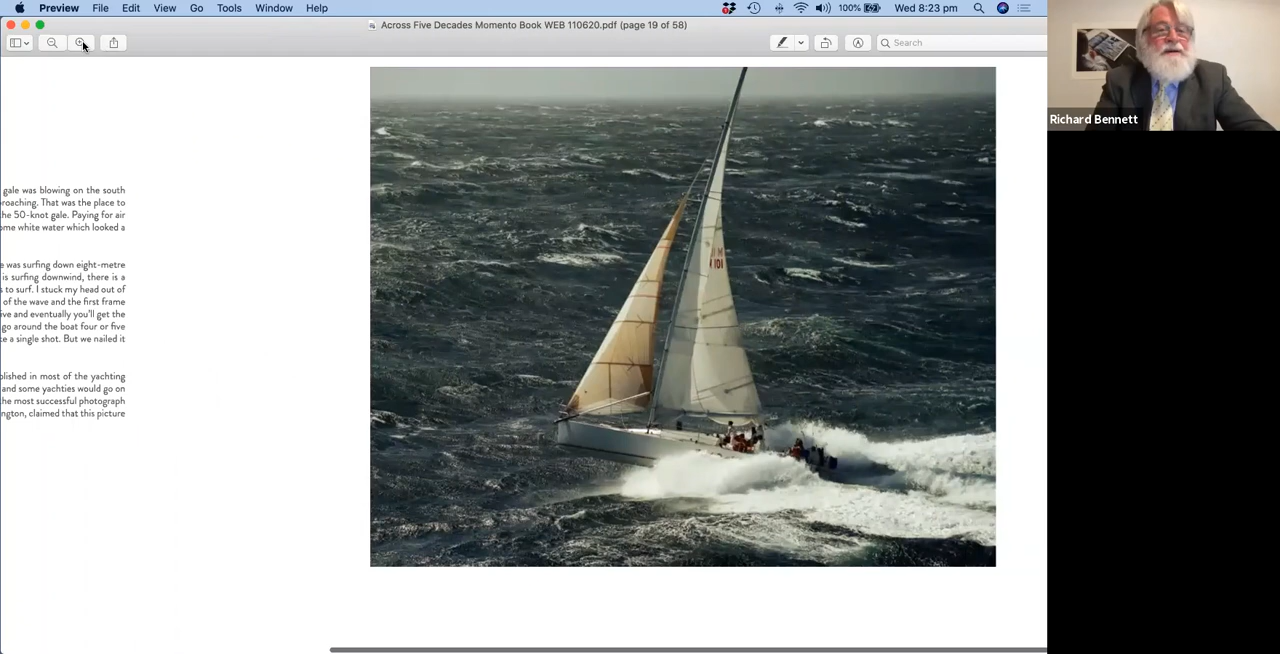 Preview File Edit View Go Tools Window Help 100% Wed 8:23 pm
Across Five Decades Momento Book WEB 110620.pdf (page 19 of 58)
Search
Richard Bennett
gale was blowing on the south
roaching. That was the place to
he 50-knot gale. Paying for air
ome white water which looked a
e was surfing down eight-metre
is surfing downwind, there is a
s to surf. I stuck my head out of
of the wave and the first frame
ive and eventually you'll get the
go around the boat four or five
e a single shot. But we nailed it
blished in most of the yachting
and some yachties would go on
he most successful photograph
ngton, claimed that this picture